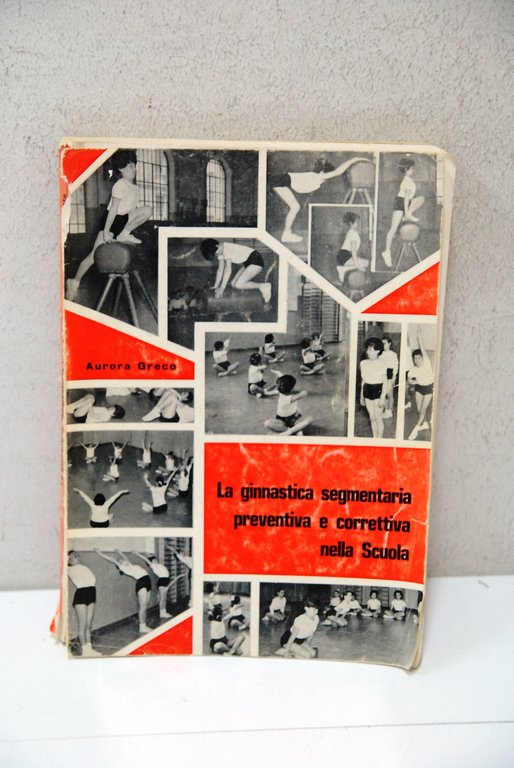 Aurora Greco
La ginnastica segmentaria
preventiva e correttiva
nella Scuola